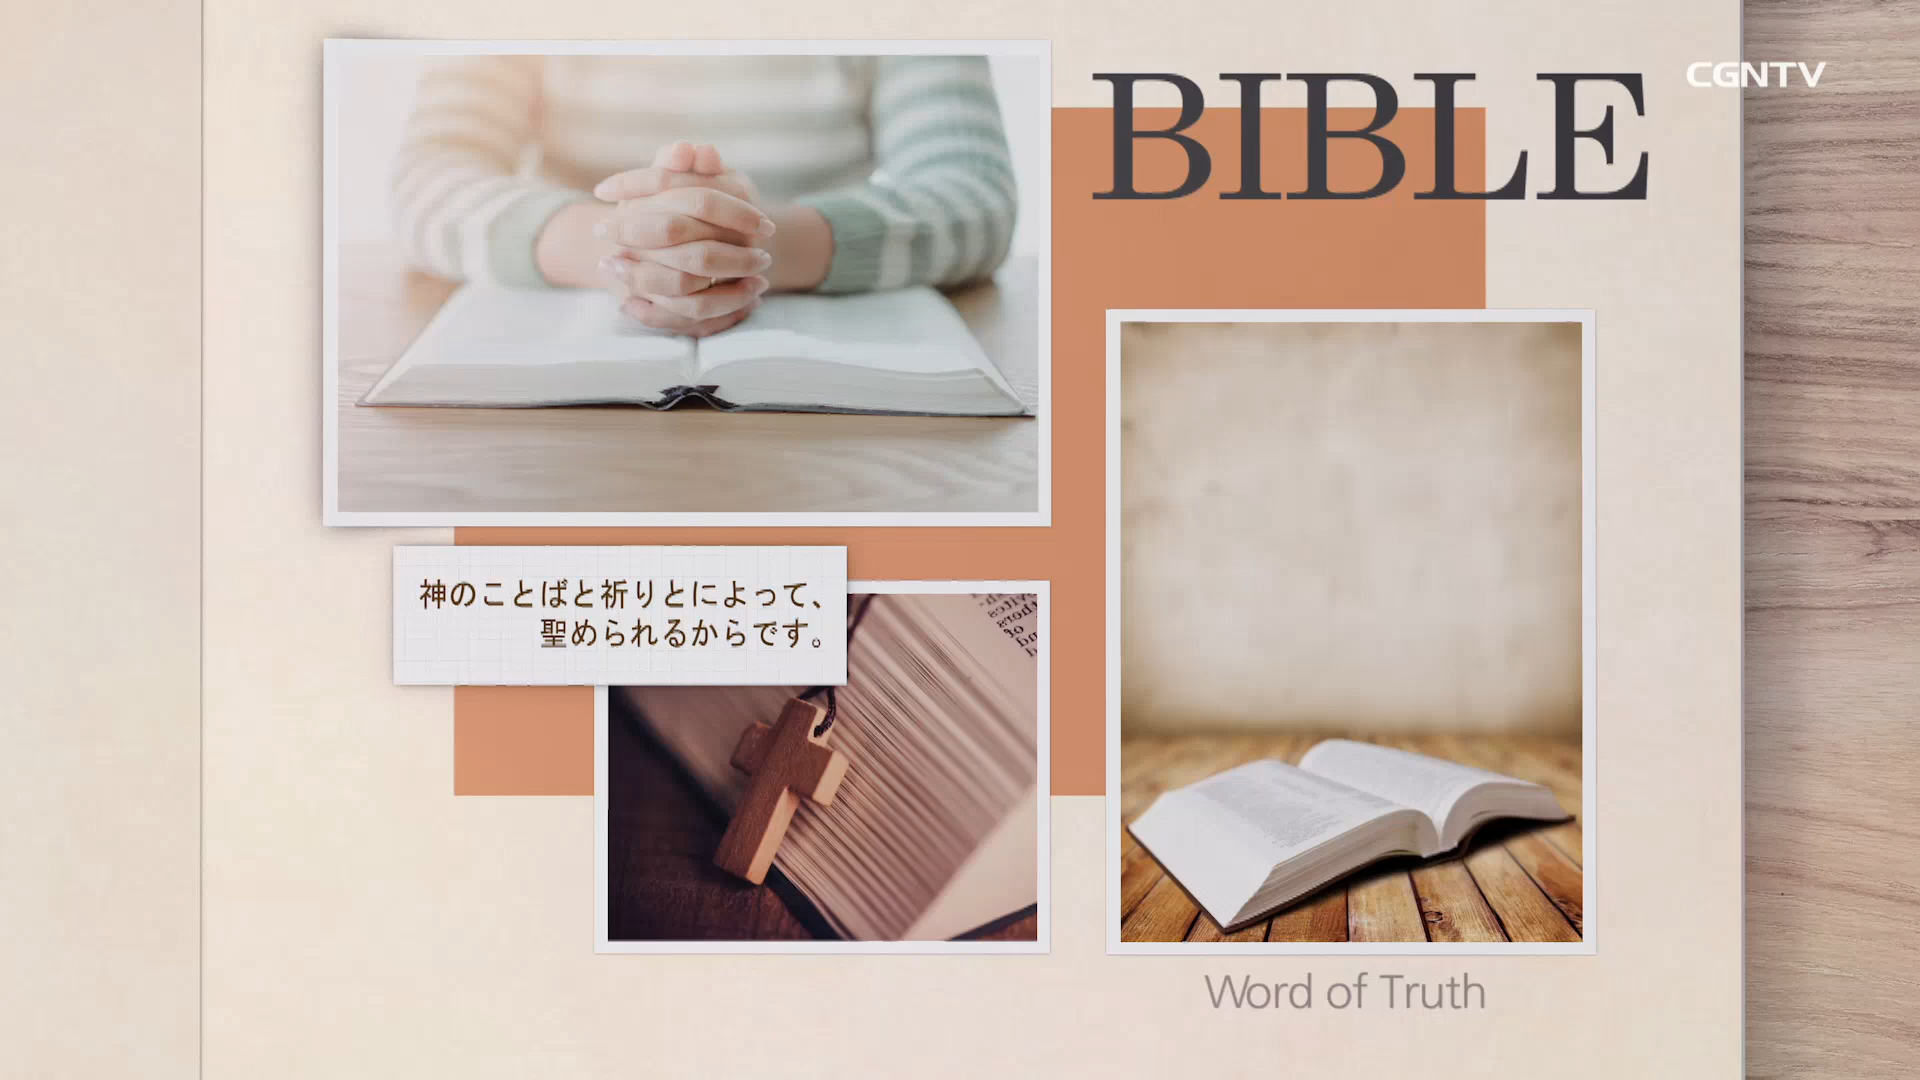 BIBLE
CGNTV
神のことばと祈りとによって、
聖められるからです。
Word of Truth